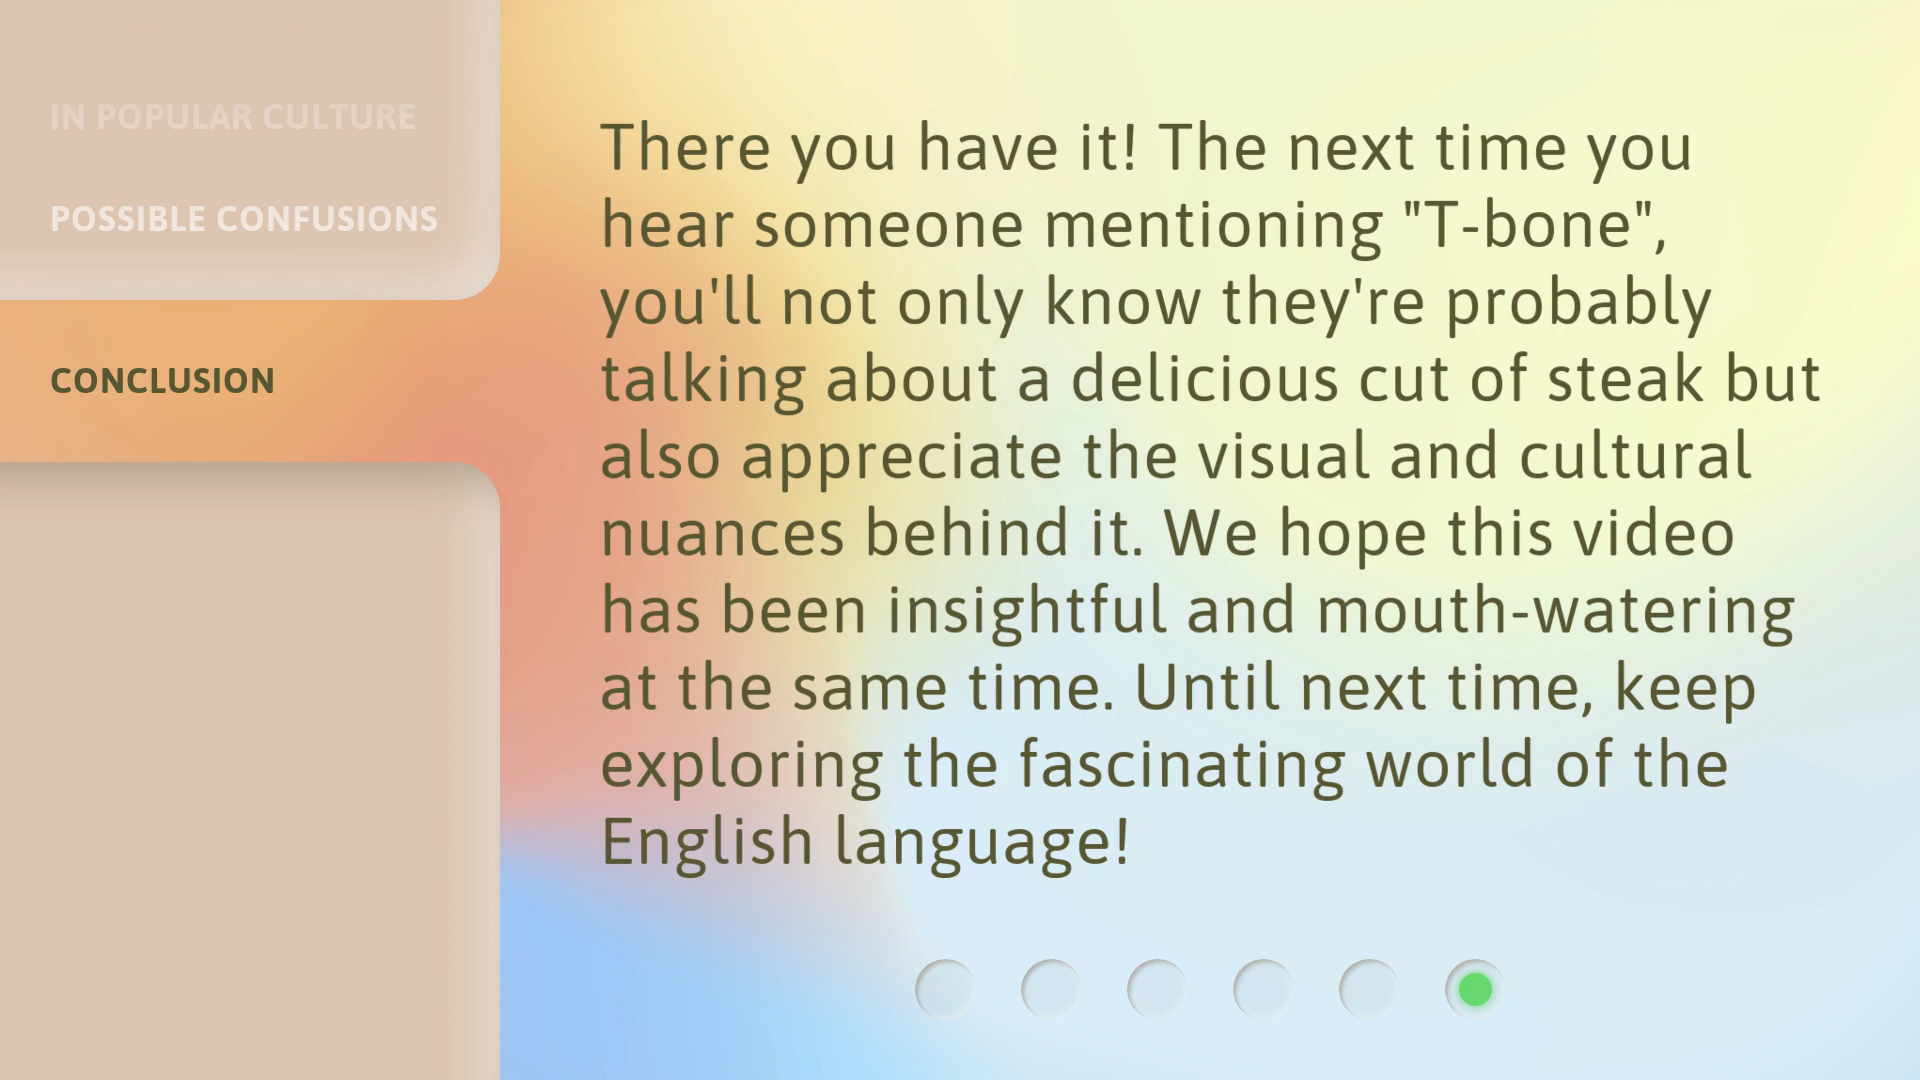 IN POPULAR CULTURE
POSSIBLE CONFUSIONS
CONCLUSION
There you have it! The next time you
hear someone mentioning "T-bone",
you'll not only know they're probably
talking about a delicious cut of steak but
also appreciate the visual and cultural
nuances behind it. We hope this video
has been insightful and mouth-watering
at the same time. Until next time, keep
exploring the fascinating world of the
English language!